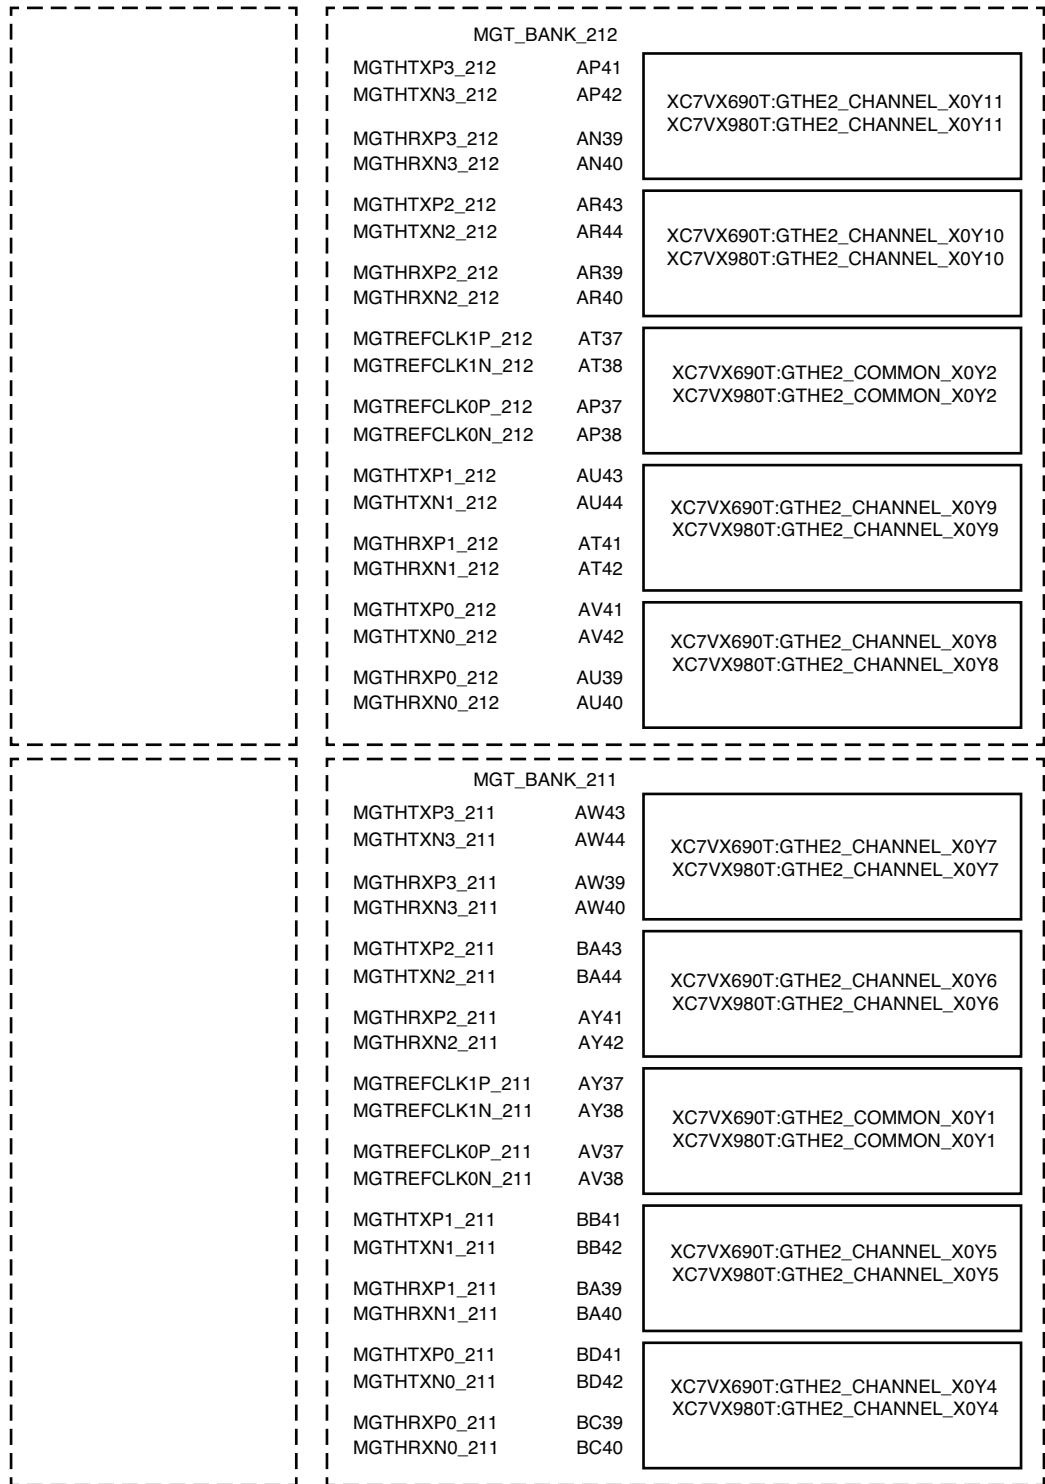 MGT_BANK_212
MGTHTXP3_212 AP41
MGTHTXN3_212 AP42
XC7VX690T:GTHE2_CHANNEL_X0Y11
XC7VX980T:GTHE2_CHANNEL_X0Y11
MGTHRXP3_212 AN39
MGTHRXN3_212 AN40
MGTHTXP2_212 AR43
MGTHTXN2_212 AR44
XC7VX690T:GTHE2_CHANNEL_X0Y10
XC7VX980T:GTHE2_CHANNEL_X0Y10
MGTHRXP2_212 AR39
MGTHRXN2_212 AR40
MGTREFCLK1P_212 AT37
MGTREFCLK1N_212 AT38
XC7VX690T:GTHE2_COMMON_X0Y2
XC7VX980T:GTHE2_COMMON_X0Y2
MGTREFCLK0P_212 AP37
MGTREFCLK0N_212 AP38
MGTHTXP1_212 AU43
MGTHTXN1_212 AU44
XC7VX690T:GTHE2_CHANNEL_X0Y9
XC7VX980T:GTHE2_CHANNEL_X0Y9
MGTHRXP1_212 AT41
MGTHRXN1_212 AT42
MGTHTXP0_212 AV41
MGTHTXN0_212 AV42
XC7VX690T:GTHE2_CHANNEL_X0Y8
XC7VX980T:GTHE2_CHANNEL_X0Y8
MGTHRXP0_212 AU39
MGTHRXN0_212 AU40
MGT_BANK_211
MGTHTXP3_211 AW43
MGTHTXN3_211 AW44
XC7VX690T:GTHE2_CHANNEL_X0Y7
XC7VX980T:GTHE2_CHANNEL_X0Y7
MGTHRXP3_211 AW39
MGTHRXN3_211 AW40
MGTHTXP2_211 BA43
MGTHTXN2_211 BA44
XC7VX690T:GTHE2_CHANNEL_X0Y6
XC7VX980T:GTHE2_CHANNEL_X0Y6
MGTHRXP2_211 AY41
MGTHRXN2_211 AY42
MGTREFCLK1P_211 AY37
MGTREFCLK1N_211 AY38
XC7VX690T:GTHE2_COMMON_X0Y1
XC7VX980T:GTHE2_COMMON_X0Y1
MGTREFCLK0P_211 AV37
MGTREFCLK0N_211 AV38
MGTHTXP1_211 BB41
MGTHTXN1_211 BB42
XC7VX690T:GTHE2_CHANNEL_X0Y5
XC7VX980T:GTHE2_CHANNEL_X0Y5
MGTHRXP1_211 BA39
MGTHRXN1_211 BA40
MGTHTXP0_211 BD41
MGTHTXN0_211 BD42
XC7VX690T:GTHE2_CHANNEL_X0Y4
XC7VX980T:GTHE2_CHANNEL_X0Y4
MGTHRXP0_211 BC39
MGTHRXN0_211 BC40